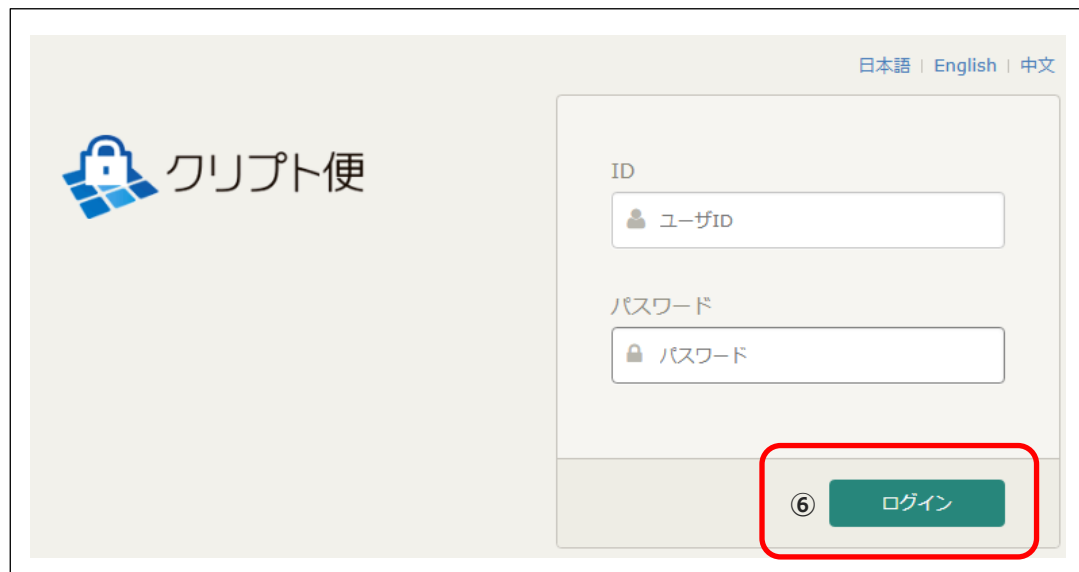 日本語 | English | 中文
クリプト便
ID
ユーザID
パスワード
パスワード
⑥ ログイン